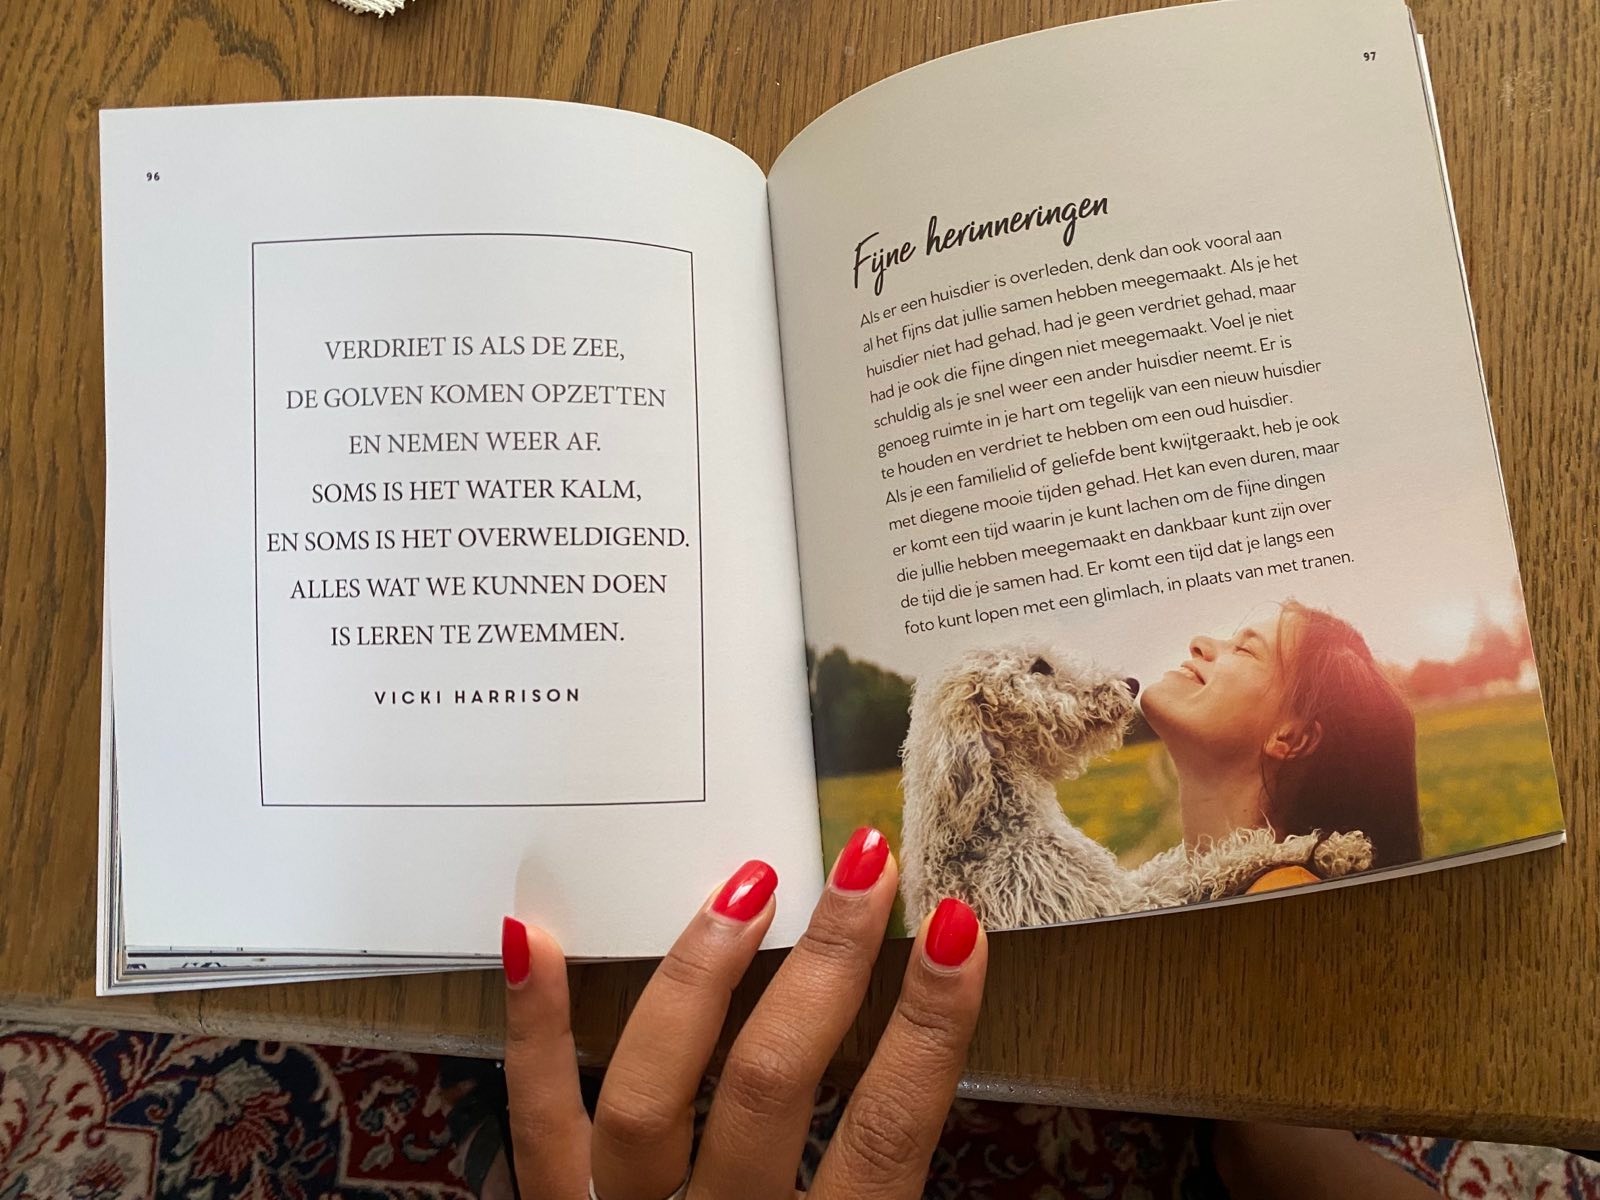 96
VERDRIET IS ALS DE ZEE,
DE GOLVEN KOMEN OPZETTEN
EN NEMEN WEER AF.
SOMS IS HET WATER KALM,
EN SOMS IS HET OVERWELDIGEND.
ALLES WAT WE KUNNEN DOEN
IS LEREN TE ZWEMMEN.
VICKI HARRISON
97
Fijne herinneringen
Als er een huisdier is overleden, denk dan ook vooral aan
al het fijns dat jullie samen hebben meegemaakt. Als je het
huisdier niet had gehad, had je geen verdriet gehad, maar
had je ook die fijne dingen niet meegemaakt. Voel je niet
schuldig als je snel weer een ander huisdier neemt. Er is
genoeg ruimte in je hart om tegelijk van een nieuw huisdier
te houden en verdriet te hebben om een oud huisdier.
Als je een familielid of geliefde bent kwijtgeraakt, heb je ook
met diegene mooie tijden gehad. Het kan even duren, maar
er komt een tijd waarin je kunt lachen om de fijne dingen
die jullie hebben meegemaakt en dankbaar kunt zijn over
de tijd die je samen had. Er komt een tijd dat je langs een
foto kunt lopen met een glimlach, in plaats van met tranen.